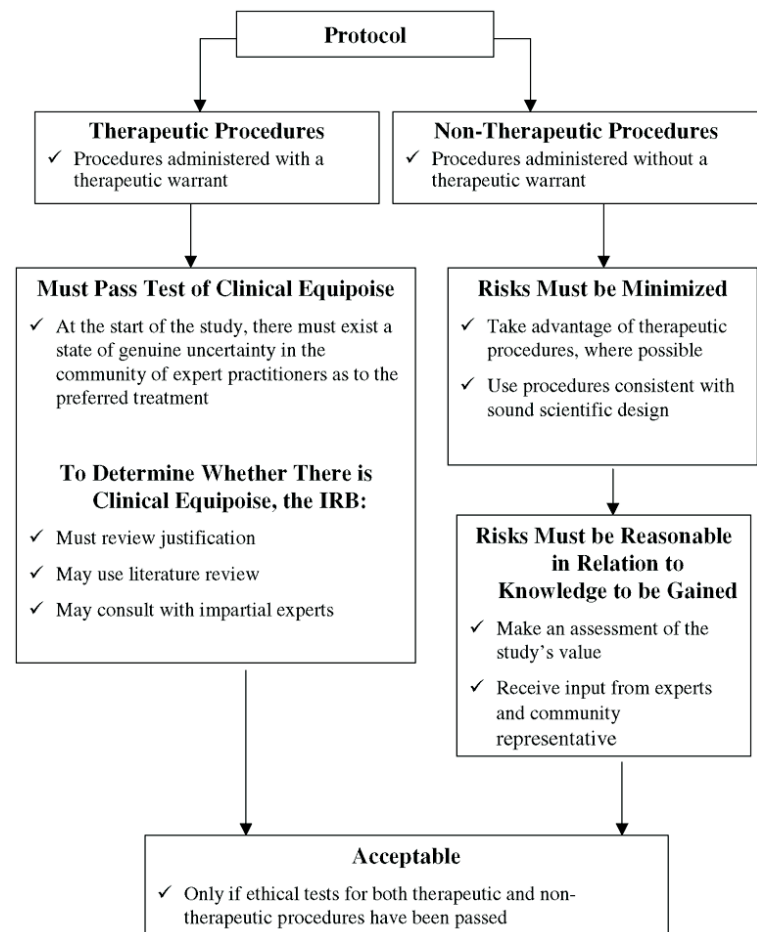 Protocol
Therapeutic Procedures
✓ Procedures administered with a
therapeutic warrant
Non-Therapeutic Procedures
✓ Procedures administered without a
therapeutic warrant
Must Pass Test of Clinical Equipoise
✓ At the start of the study, there must exist a
state of genuine uncertainty in the
community of expert practitioners as to the
preferred treatment
To Determine Whether There is
Clinical Equipoise, the IRB:
✓ Must review justification
✓ May use literature review
✓ May consult with impartial experts
Risks Must be Minimized
✓ Take advantage of therapeutic
procedures, where possible
✓ Use procedures consistent with
sound scientific design
Risks Must be Reasonable
in Relation to
Knowledge to be Gained
✓ Make an assessment of the
study's value
✓ Receive input from experts
and community
representative
Acceptable
✓ Only if ethical tests for both therapeutic and non-
therapeutic procedures have been passed